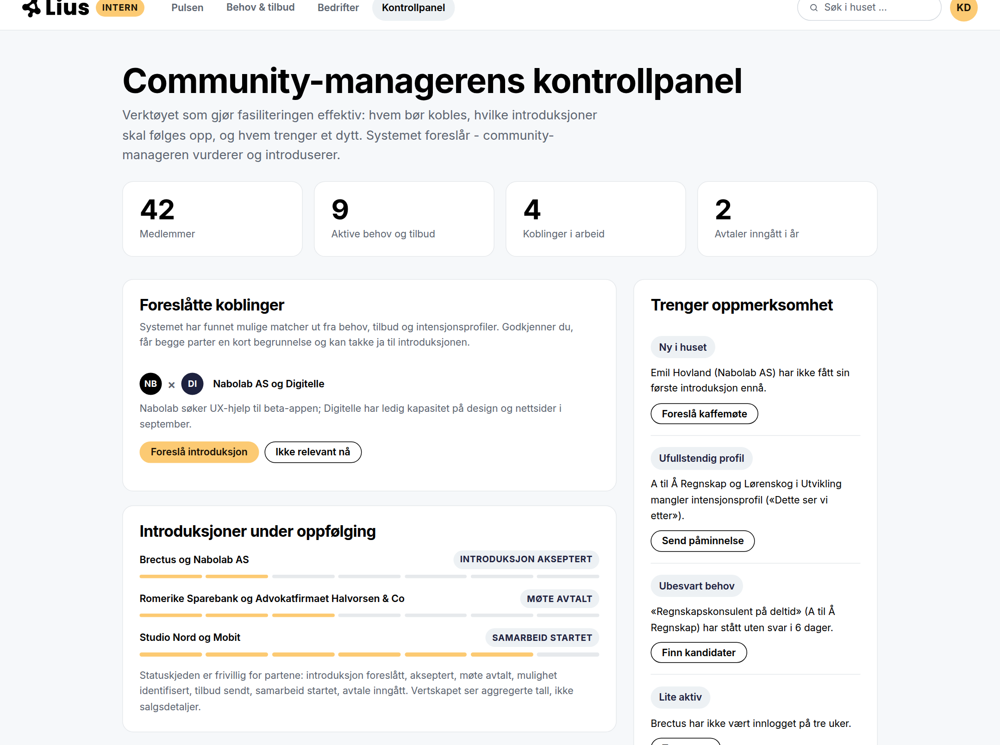 Lius INTERN Pulsen Behov & tilbud Bedrifter Kontrollpanel Søk i huset ... KD
Community-managerens kontrollpanel
Verktøyet som gjør fasiliteringen effektiv: hvem bør kobles, hvilke introduksjoner
skal følges opp, og hvem trenger et dytt. Systemet foreslår - community-
manageren vurderer og introduserer.
42
Medlemmer
9
Aktive behov og tilbud
4
Koblinger i arbeid
2
Avtaler inngått i år
Foreslåtte koblinger
Systemet har funnet mulige matcher ut fra behov, tilbud og intensjonsprofiler. Godkjenner du,
får begge parter en kort begrunnelse og kan takke ja til introduksjonen.
NB × DI Nabolab AS og Digitelle
Nabolab søker UX-hjelp til beta-appen; Digitelle har ledig kapasitet på design og nettsider i
september.
Foreslå introduksjon Ikke relevant nå
Introduksjoner under oppfølging
Brectus og Nabolab AS INTRODUKSJON AKSEPTERT
Romerike Sparebank og Advokatfirmaet Halvorsen & Co MØTE AVTALT
Studio Nord og Mobit SAMARBEID STARTET
Statuskjeden er frivillig for partene: introduksjon foreslått, akseptert, møte avtalt, mulighet
identifisert, tilbud sendt, samarbeid startet, avtale inngått. Vertskapet ser aggregerte tall, ikke
salgsdetaljer.
Trenger oppmerksomhet
Ny i huset
Emil Hovland (Nabolab AS) har ikke fått sin
første introduksjon ennå.
Foreslå kaffemøte
Ufullstendig profil
A til Å Regnskap og Lørenskog i Utvikling
mangler intensjonsprofil («Dette ser vi
etter»).
Send påminnelse
Ubesvart behov
«Regnskapskonsulent på deltid» (A til Å
Regnskap) har stått uten svar i 6 dager.
Finn kandidater
Lite aktiv
Brectus har ikke vært innlogget på tre uker.